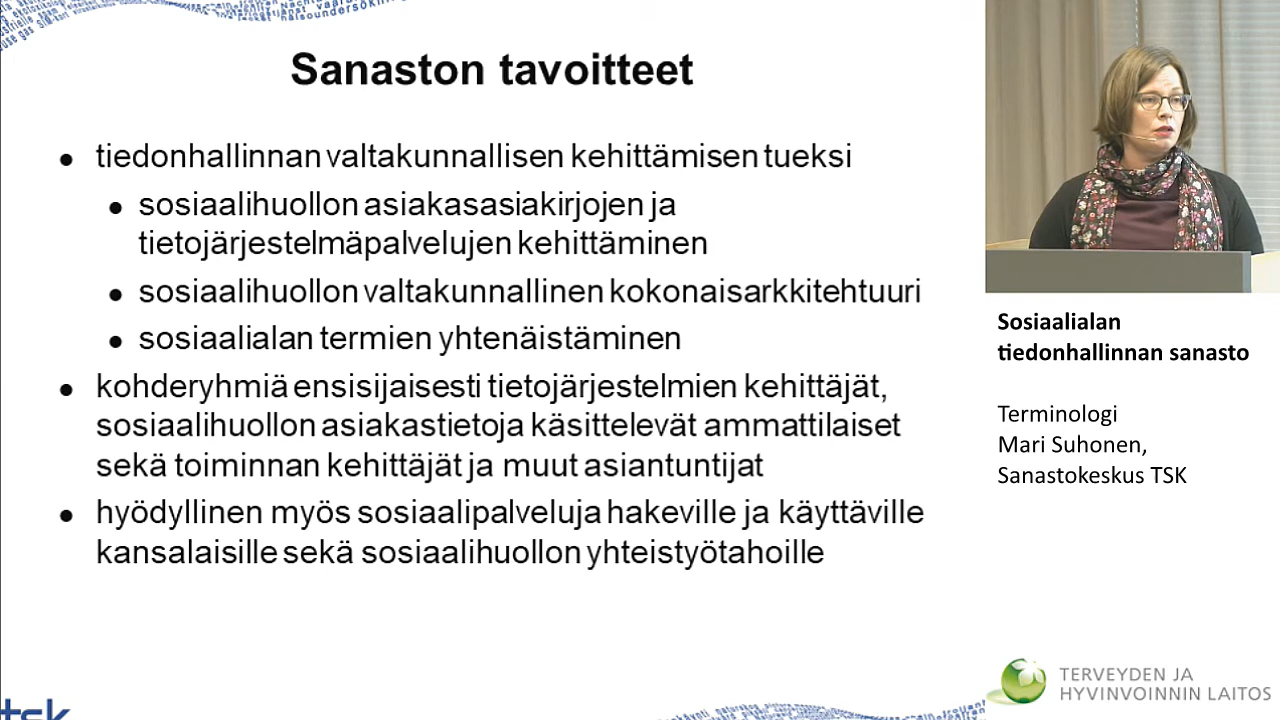 Sanaston tavoitteet
● tiedonhallinnan valtakunnallisen kehittämisen tueksi
● sosiaalihuollon asiakasasiakirjojen ja
tietojärjestelmäpalvelujen kehittäminen
● sosiaalihuollon valtakunnallinen kokonaisarkkitehtuuri
● sosiaalialan termien yhtenäistäminen
● kohderyhmiä ensisijaisesti tietojärjestelmien kehittäjät,
sosiaalihuollon asiakastietoja käsittelevät ammattilaiset
sekä toiminnan kehittäjät ja muut asiantuntijat
● hyödyllinen myös sosiaalipalveluja hakeville ja käyttäville
kansalaisille sekä sosiaalihuollon yhteistyötahoille
tsk
Sosiaalialan
tiedonhallinnan sanasto
Terminologi
Mari Suhonen,
Sanastokeskus TSK
TERVEYDEN JA
HYVINVOINNIN LAITOS